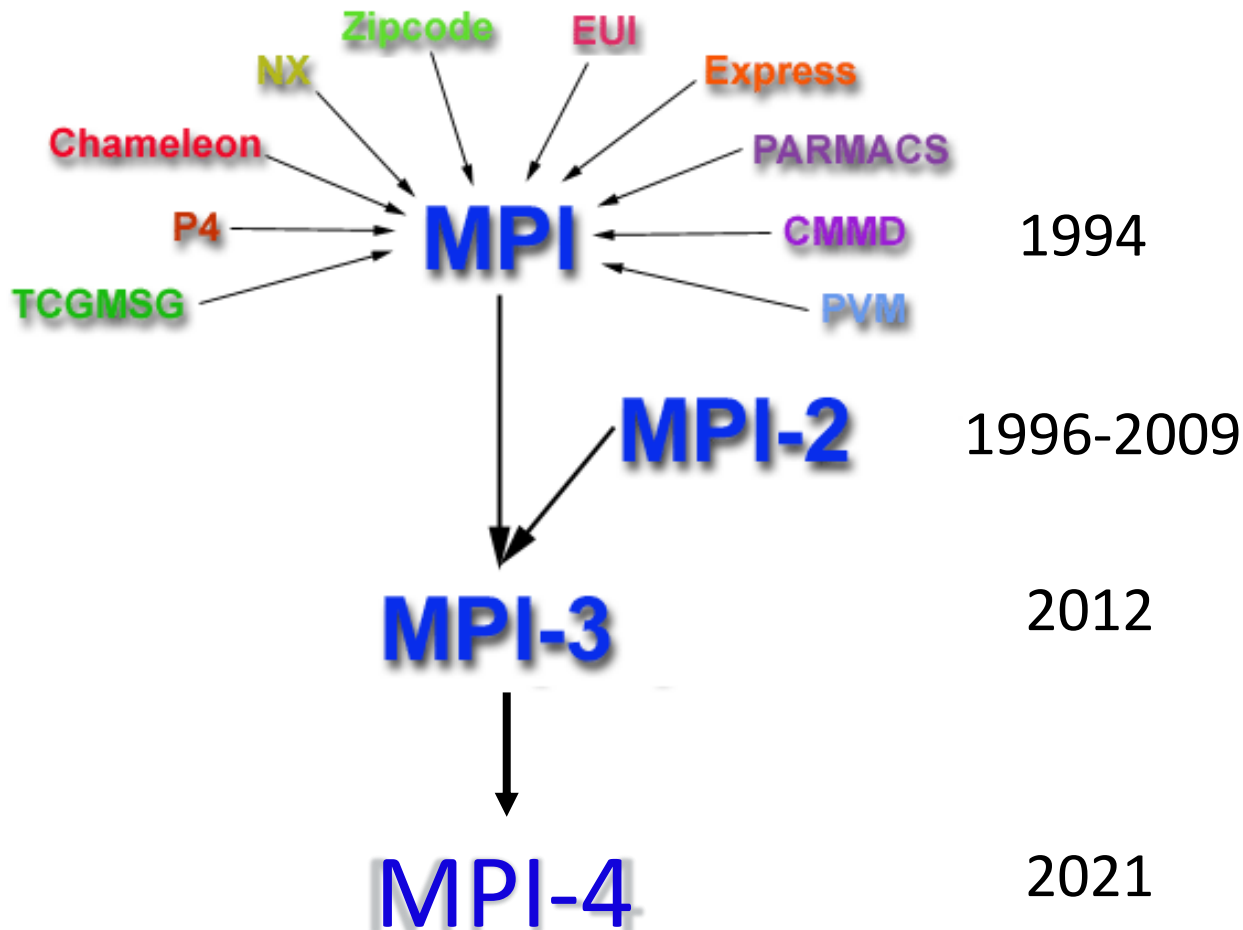 Zipcode
EUI
NX
Express
Chameleon
PARMACS
P4
MPI
CMMD
1994
TCGMSG
PVM
MPI-2
1996-2009
MPI-3
2012
MPI-4
2021